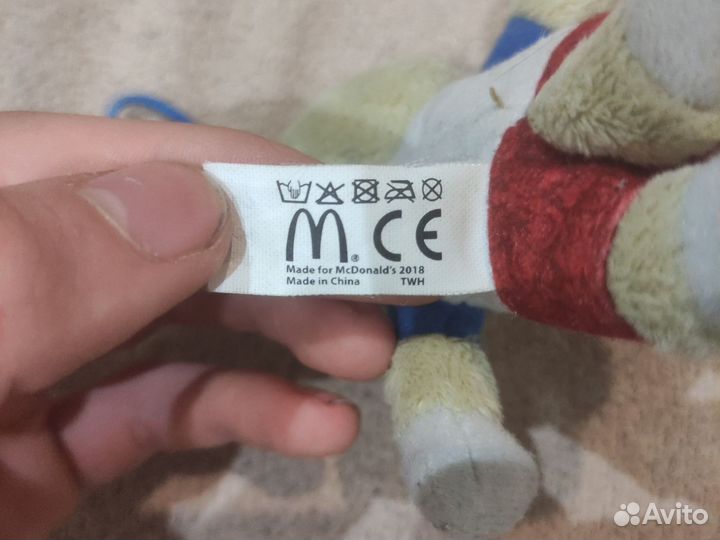 M® CE
Made for McDonald's 2018
Made in China TWH
Avito